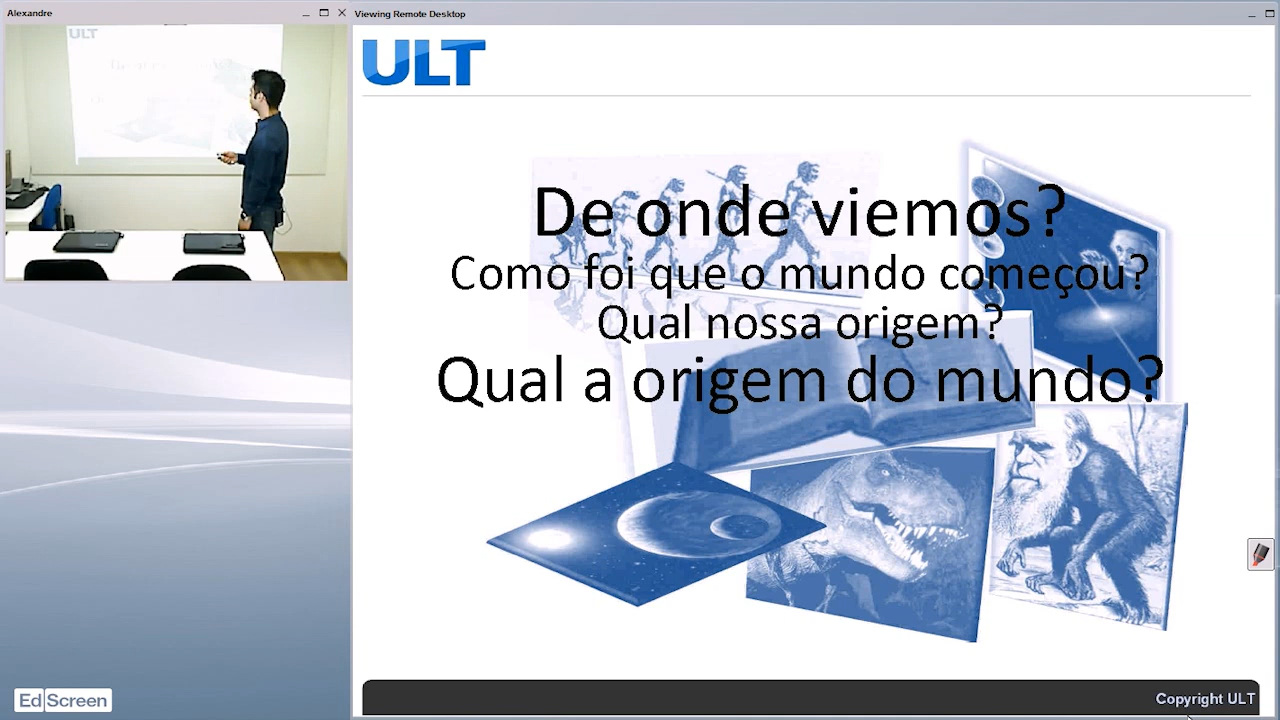 Alexandre
Viewing Remote Desktop
ULT
ULT
De onde viemos?
Como foi que o mundo começou?
Qual nossa origem?
Qual a origem do mundo?
EdScreen
Copyright ULT